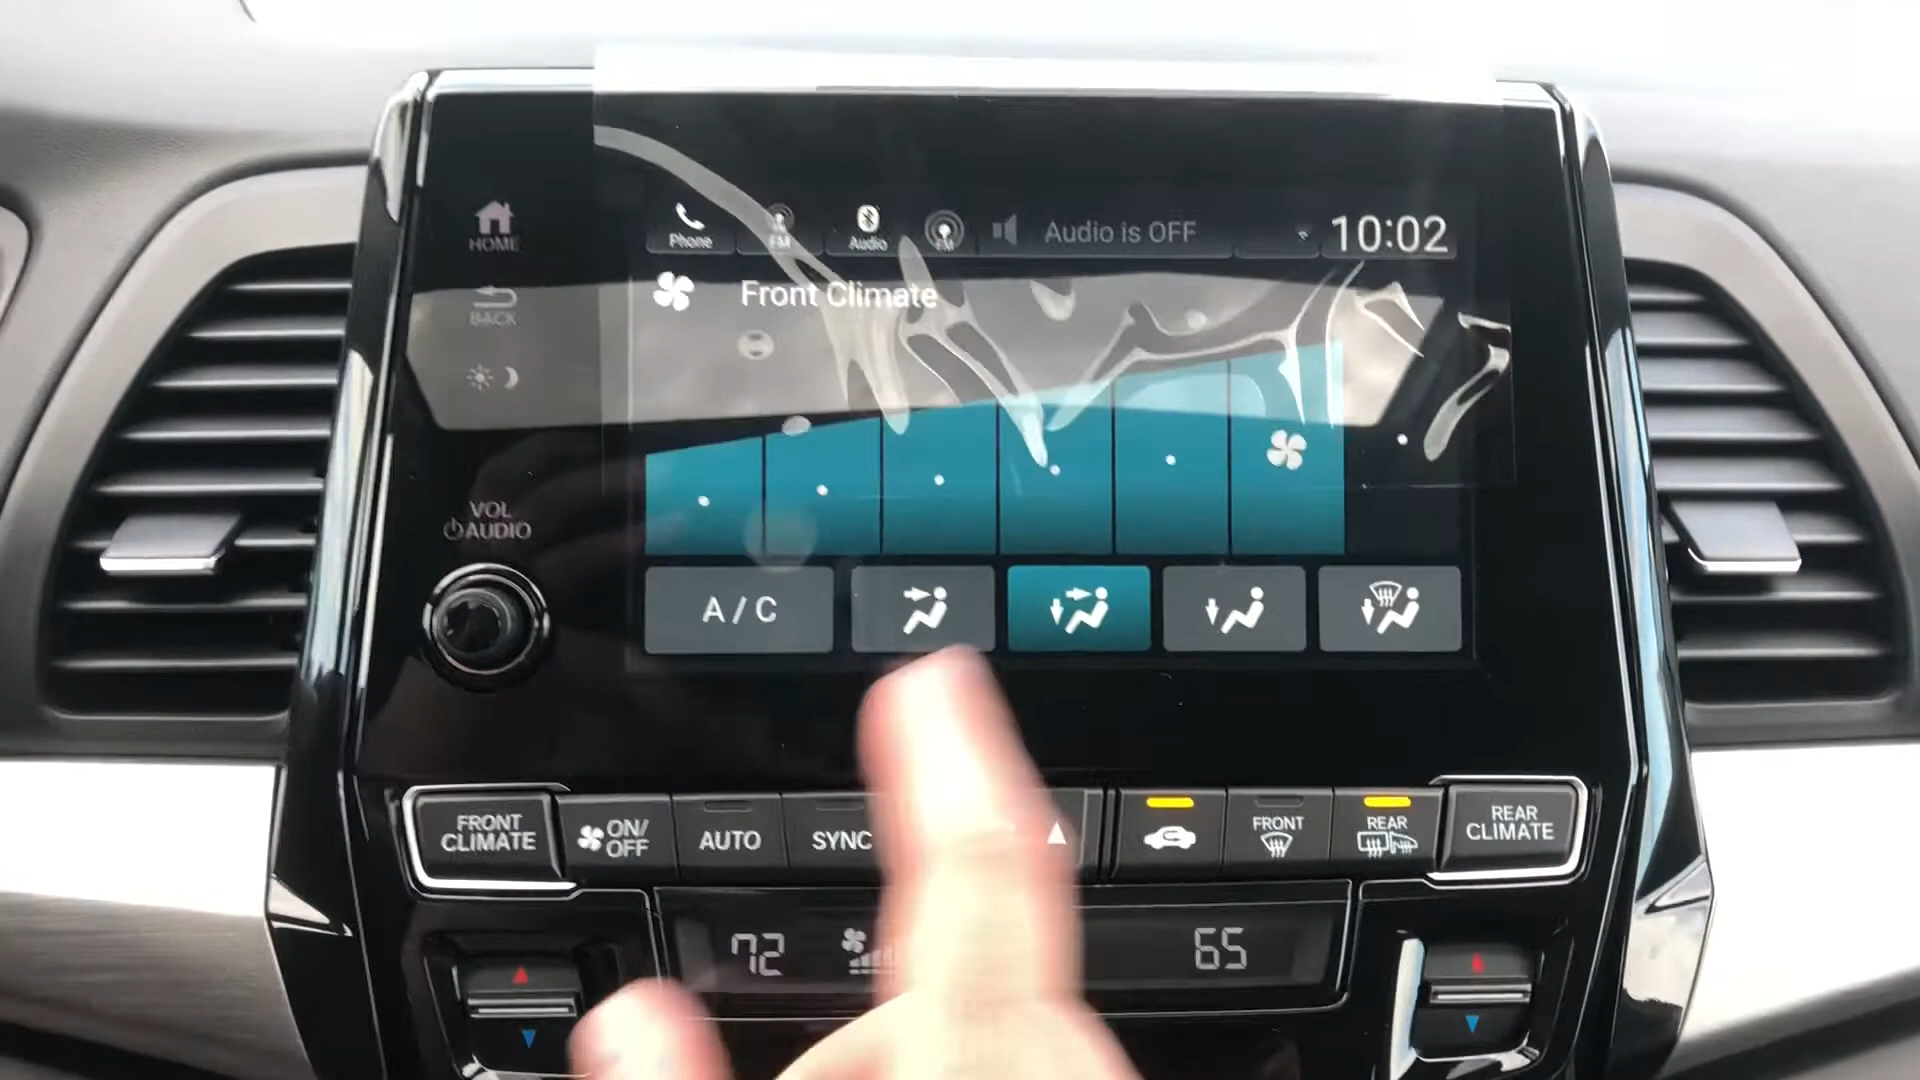 HOME
Phone
FM
Audio
FM
Audio is OFF
10:02
BACK
Front Climate
VOL
AUDIO
A/C
FRONT
CLIMATE
ON/
OFF
AUTO
SYNC
FRONT
REAR
REAR
CLIMATE
72
65